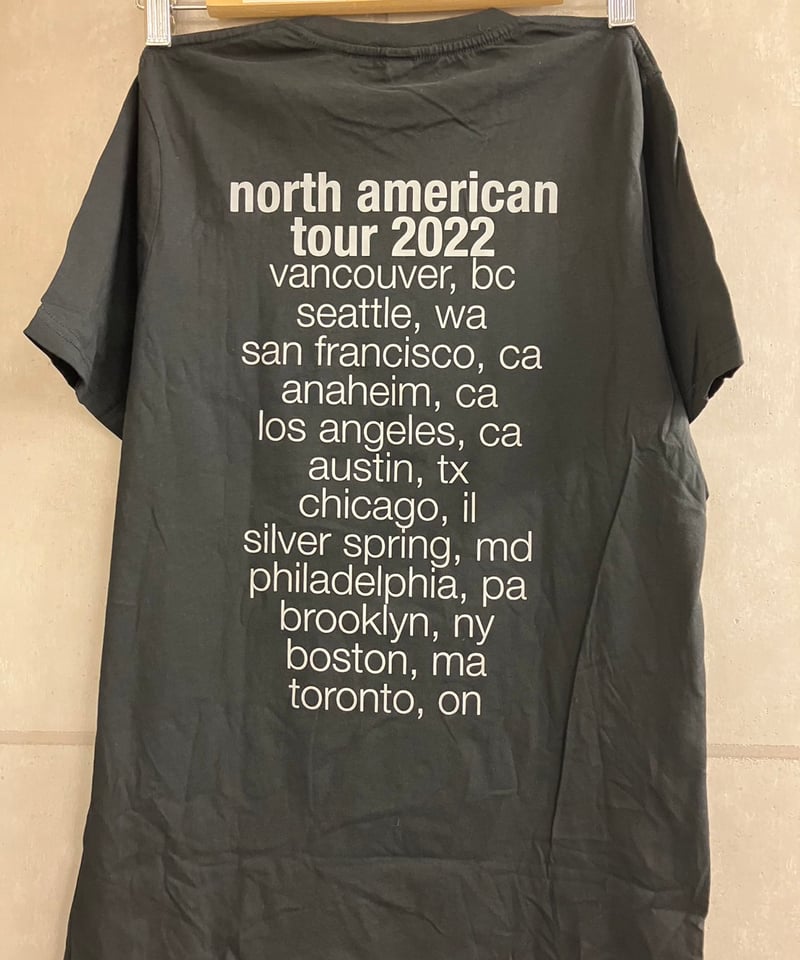 north american
tour 2022
vancouver, bc
seattle, wa
san francisco, ca
anaheim, ca
los angeles, ca
austin, tx
chicago, il
silver spring, md
philadelphia, pa
brooklyn, ny
boston, ma
toronto, on